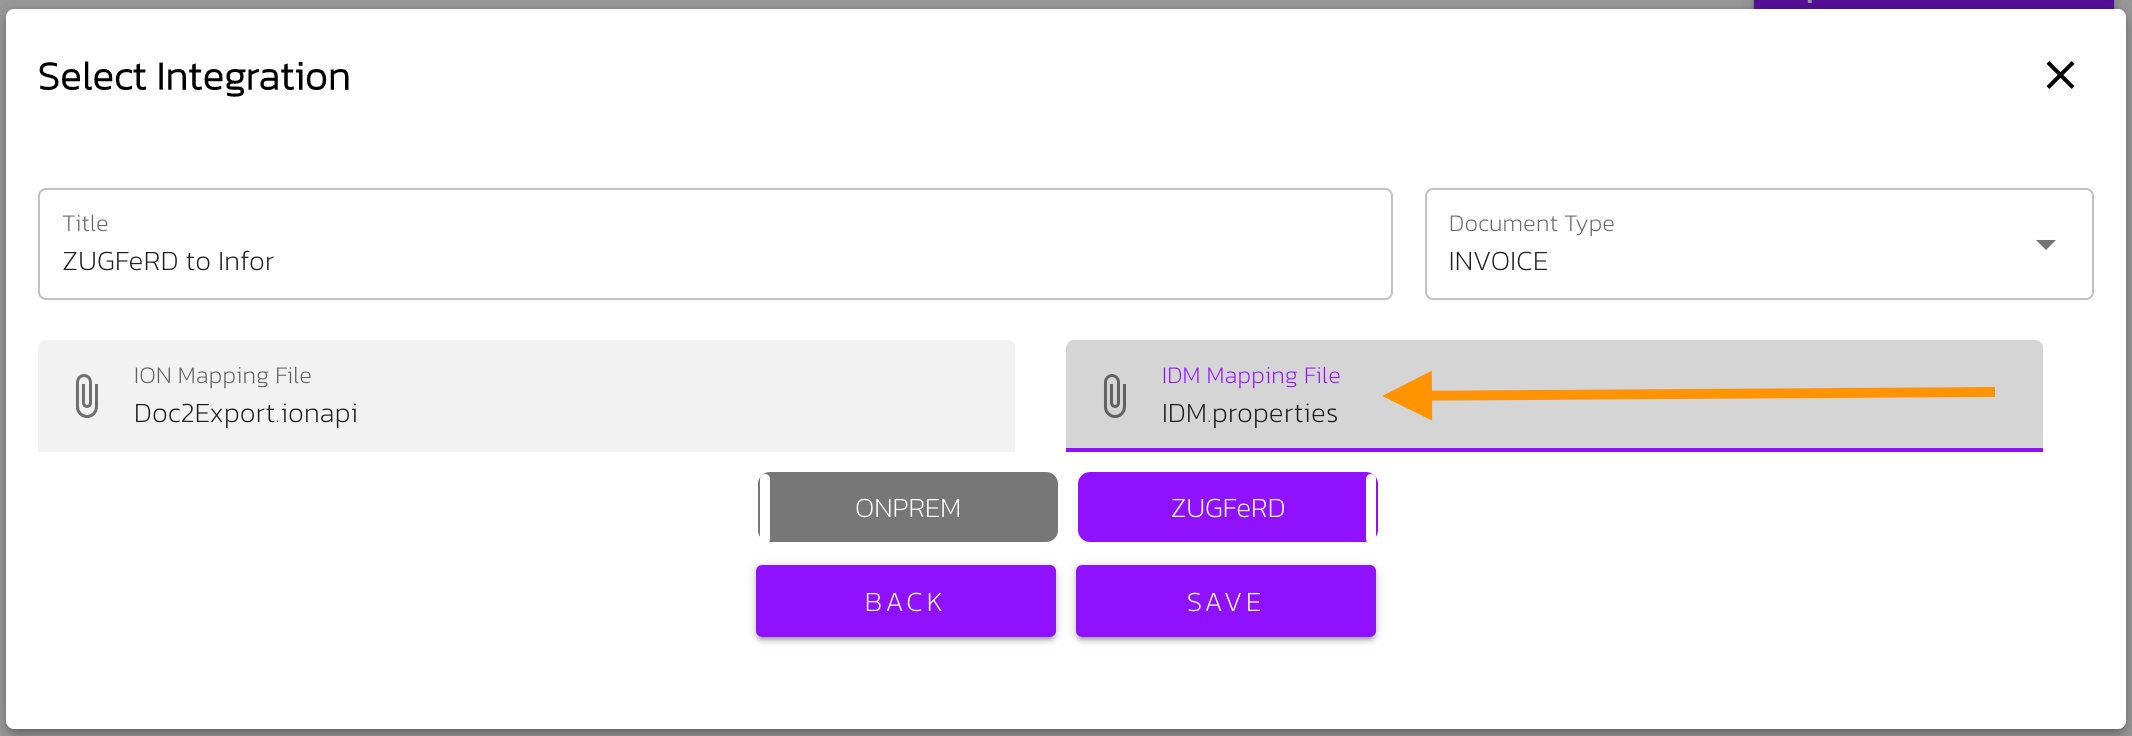 Select Integration
Title
ZUGFeRD to Infor
Document Type
INVOICE
ION Mapping File
Doc2Export.ionapi
IDM Mapping File
IDM.properties
ONPREM
ZUGFeRD
BACK
SAVE